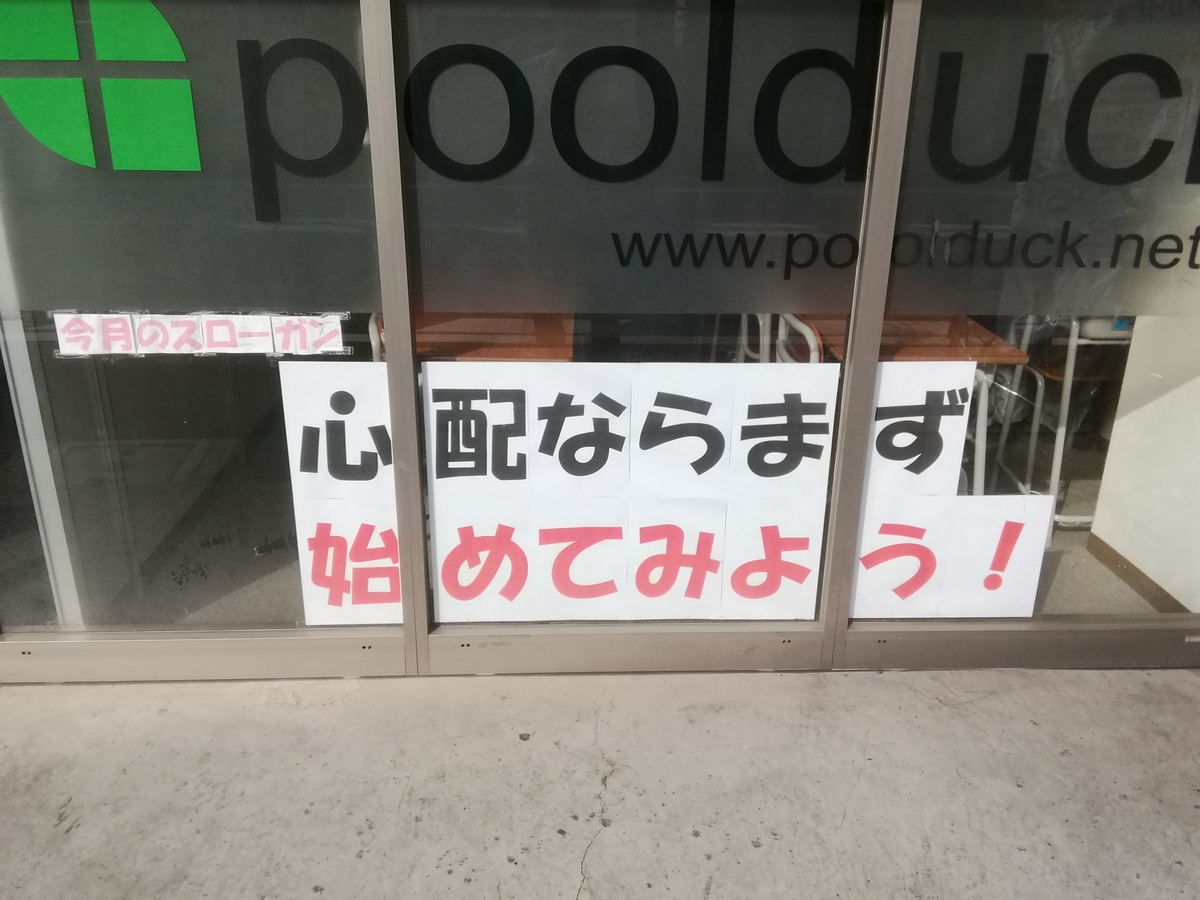 poolduck
www.poolduck.net
今月のスローガン
心配ならまず
始めてみよう！